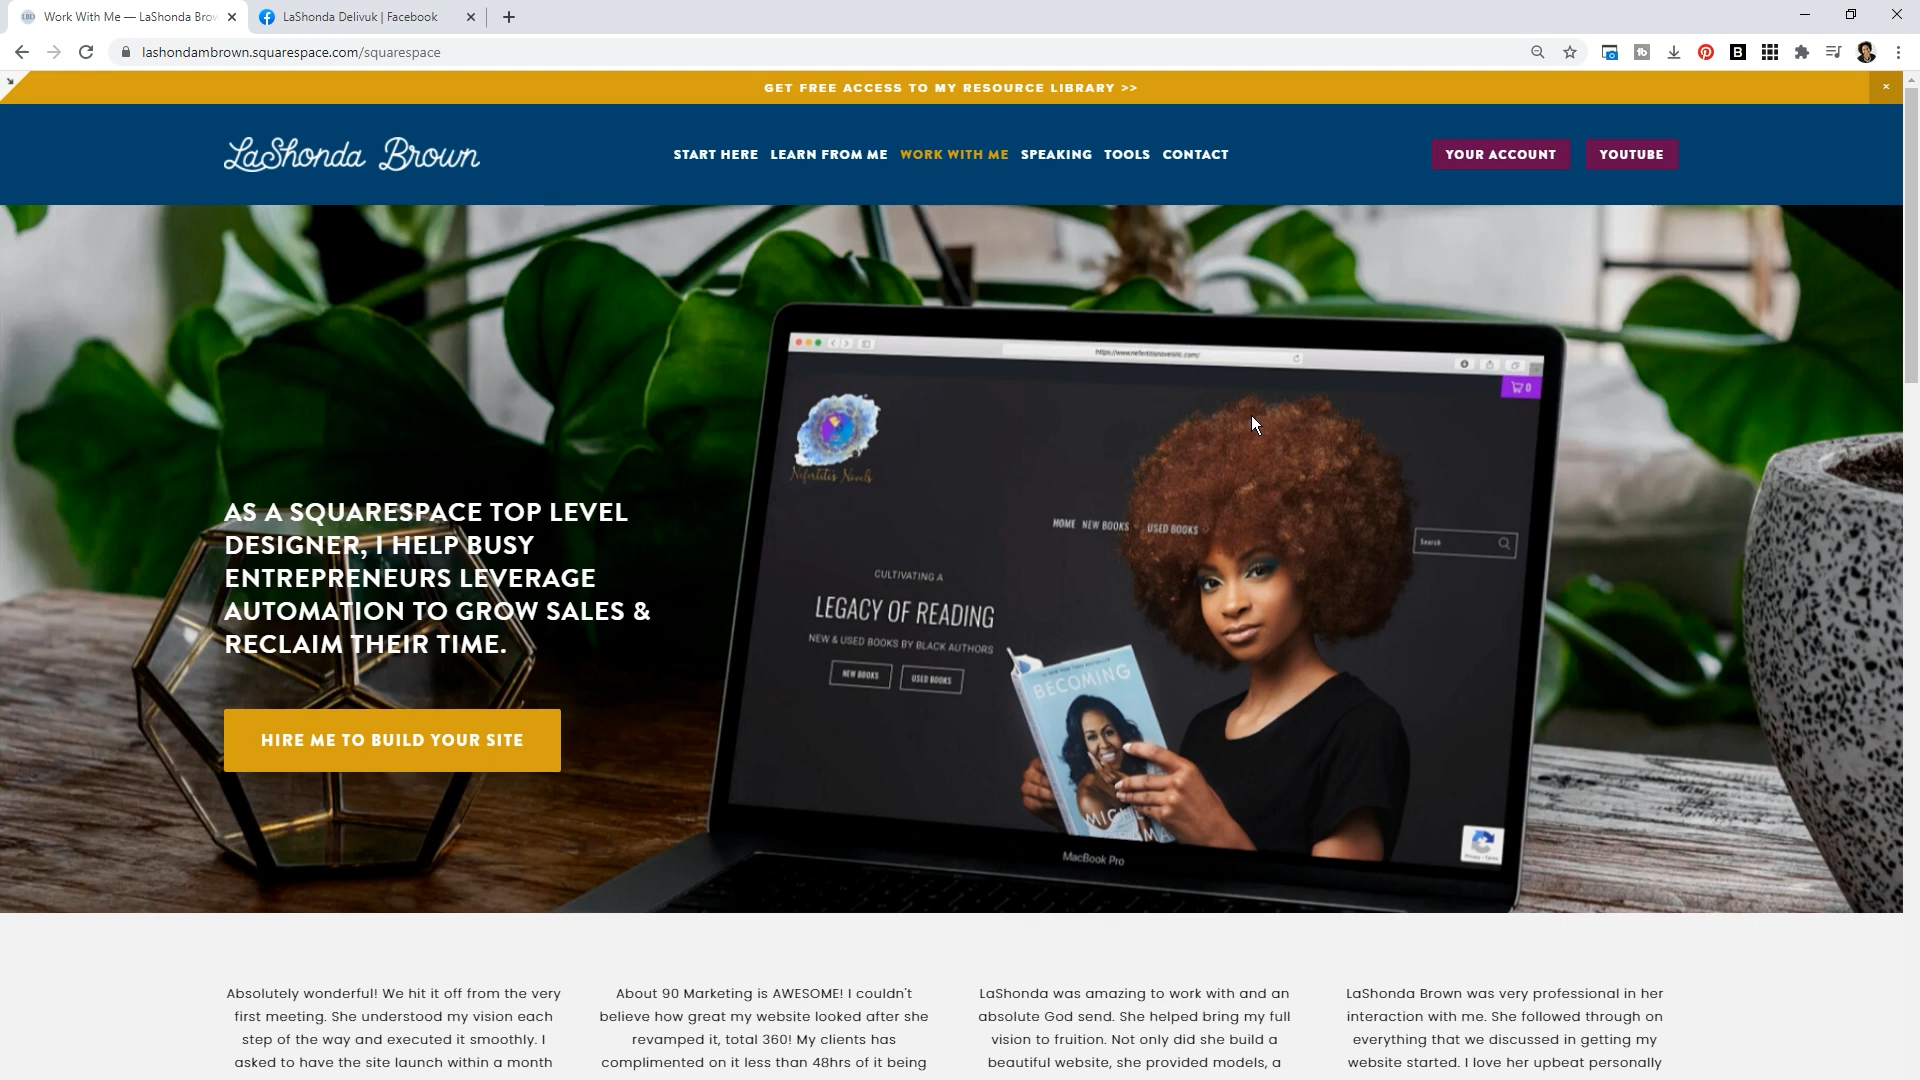 Work With Me — LaShonda Brow
LaShonda Delivuk | Facebook
lashondambrown.squarespace.com/squarespace
GET FREE ACCESS TO MY RESOURCE LIBRARY >>
LaShonda Brown
START HERE LEARN FROM ME WORK WITH ME SPEAKING TOOLS CONTACT
YOUR ACCOUNT YOUTUBE
AS A SQUARESPACE TOP LEVEL
DESIGNER, I HELP BUSY
ENTREPRENEURS LEVERAGE
AUTOMATION TO GROW SALES &
RECLAIM THEIR TIME.
HIRE ME TO BUILD YOUR SITE
0
Nefertitis Novels
HOME NEW BOOKS USED BOOKS
Search
CULTIVATING A
LEGACY OF READING
NEW & USED BOOKS BY BLACK AUTHORS
NEW BOOKS USED BOOKS
BECOMING
MacBook Pro
Absolutely wonderful! We hit it off from the very
first meeting. She understood my vision each
step of the way and executed it smoothly. I
asked to have the site launch within a month
About 90 Marketing is AWESOME! I couldn't
believe how great my website looked after she
revamped it, total 360! My clients has
complimented on it less than 48hrs of it being
LaShonda was amazing to work with and an
absolute God send. She helped bring my full
vision to fruition. Not only did she build a
beautiful website, she provided models, a
LaShonda Brown was very professional in her
interaction with me. She followed through on
everything that we discussed in getting my
website started. I love her upbeat personally